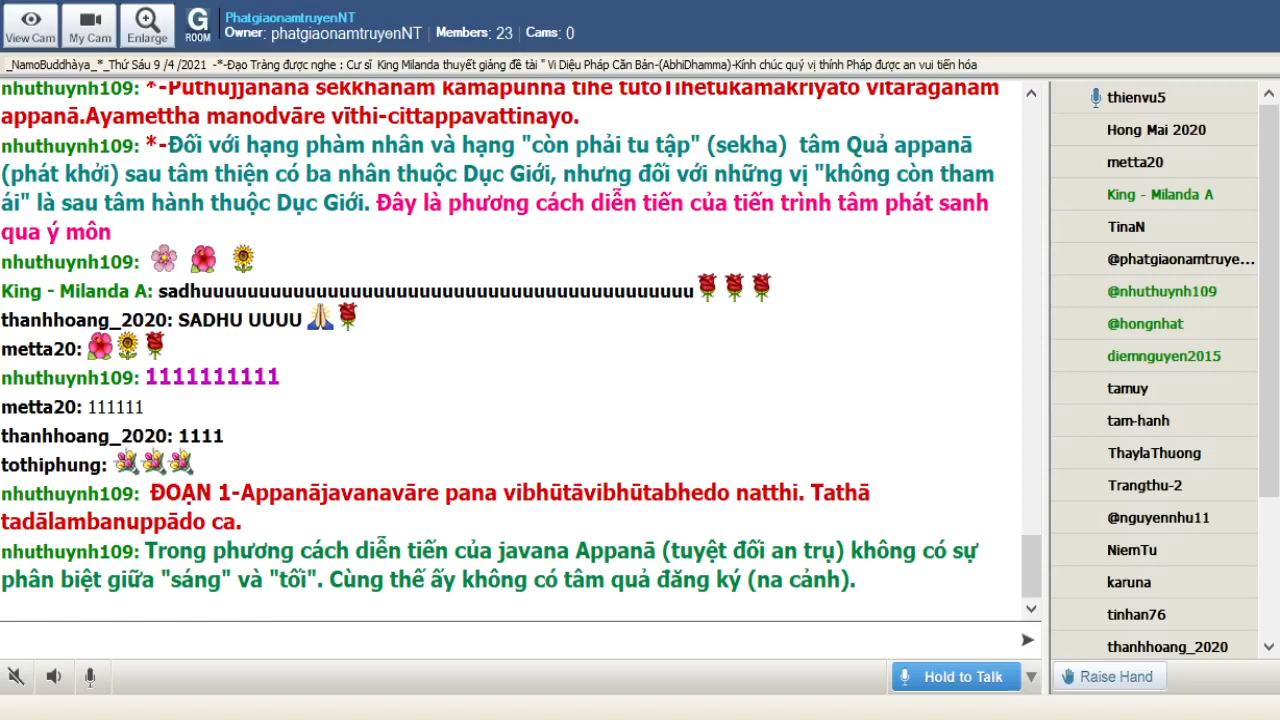 View Cam
My Cam
Enlarge
G
ROOM
PhatgiaonamtruyenNT
Owner: phatgiaonamtruyenNT | Members: 23 | Cams: 0
_NamoBuddhàya_*_Thứ Sáu 9 /4 /2021 -*-Đạo Tràng được nghe : Cư sĩ King Milanda thuyết giảng đề tài " Vi Diệu Pháp Căn Bản-(AbhiDhamma)-Kính chúc quý vị thính Pháp được an vui tiến hóa
nhuthuynh109: *-Puthujjanāna sekkhānam kāmapuñña tihe tutoTihetukāmakriyato vītarāgānam
appanā.Ayamettha manodvāre vīthi-cittappavattinayo.
nhuthuynh109: *-Đối với hạng phàm nhân và hạng "còn phải tu tập" (sekha) tâm Quả appanā
(phát khởi) sau tâm thiện có ba nhân thuộc Dục Giới, nhưng đối với những vị "không còn tham
ái" là sau tâm hành thuộc Dục Giới. Đây là phương cách diễn tiến của tiến trình tâm phát sanh
qua ý môn
nhuthuynh109:
King - Milanda A: sadhuuuuuuuuuuuuuuuuuuuuuuuuuuuuuuuuuuuuuuuuuuu
thanhhoang_2020: SADHU UUUU
metta20:
nhuthuynh109: 1111111111
metta20: 111111
thanhhoang_2020: 1111
tothiphung:
nhuthuynh109: ĐOẠN 1-Appanājavanavāre pana vibhūtāvibhūtabhedo natthi. Tathā
tadālambanuppādo ca.
nhuthuynh109: Trong phương cách diễn tiến của javana Appanā (tuyệt đối an trụ) không có sự
phân biệt giữa "sáng" và "tối". Cùng thế ấy không có tâm quả đăng ký (na cảnh).
Hold to Talk
thienvu5
Hong Mai 2020
metta20
King - Milanda A
TinaN
@phatgiaonamtruye...
@nhuthuynh109
@hongnhat
diemnguyen2015
tamuy
tam-hanh
ThaylaThuong
Trangthu-2
@nguyennhu11
NiemTu
karuna
tinhan76
thanhhoang_2020
Raise Hand